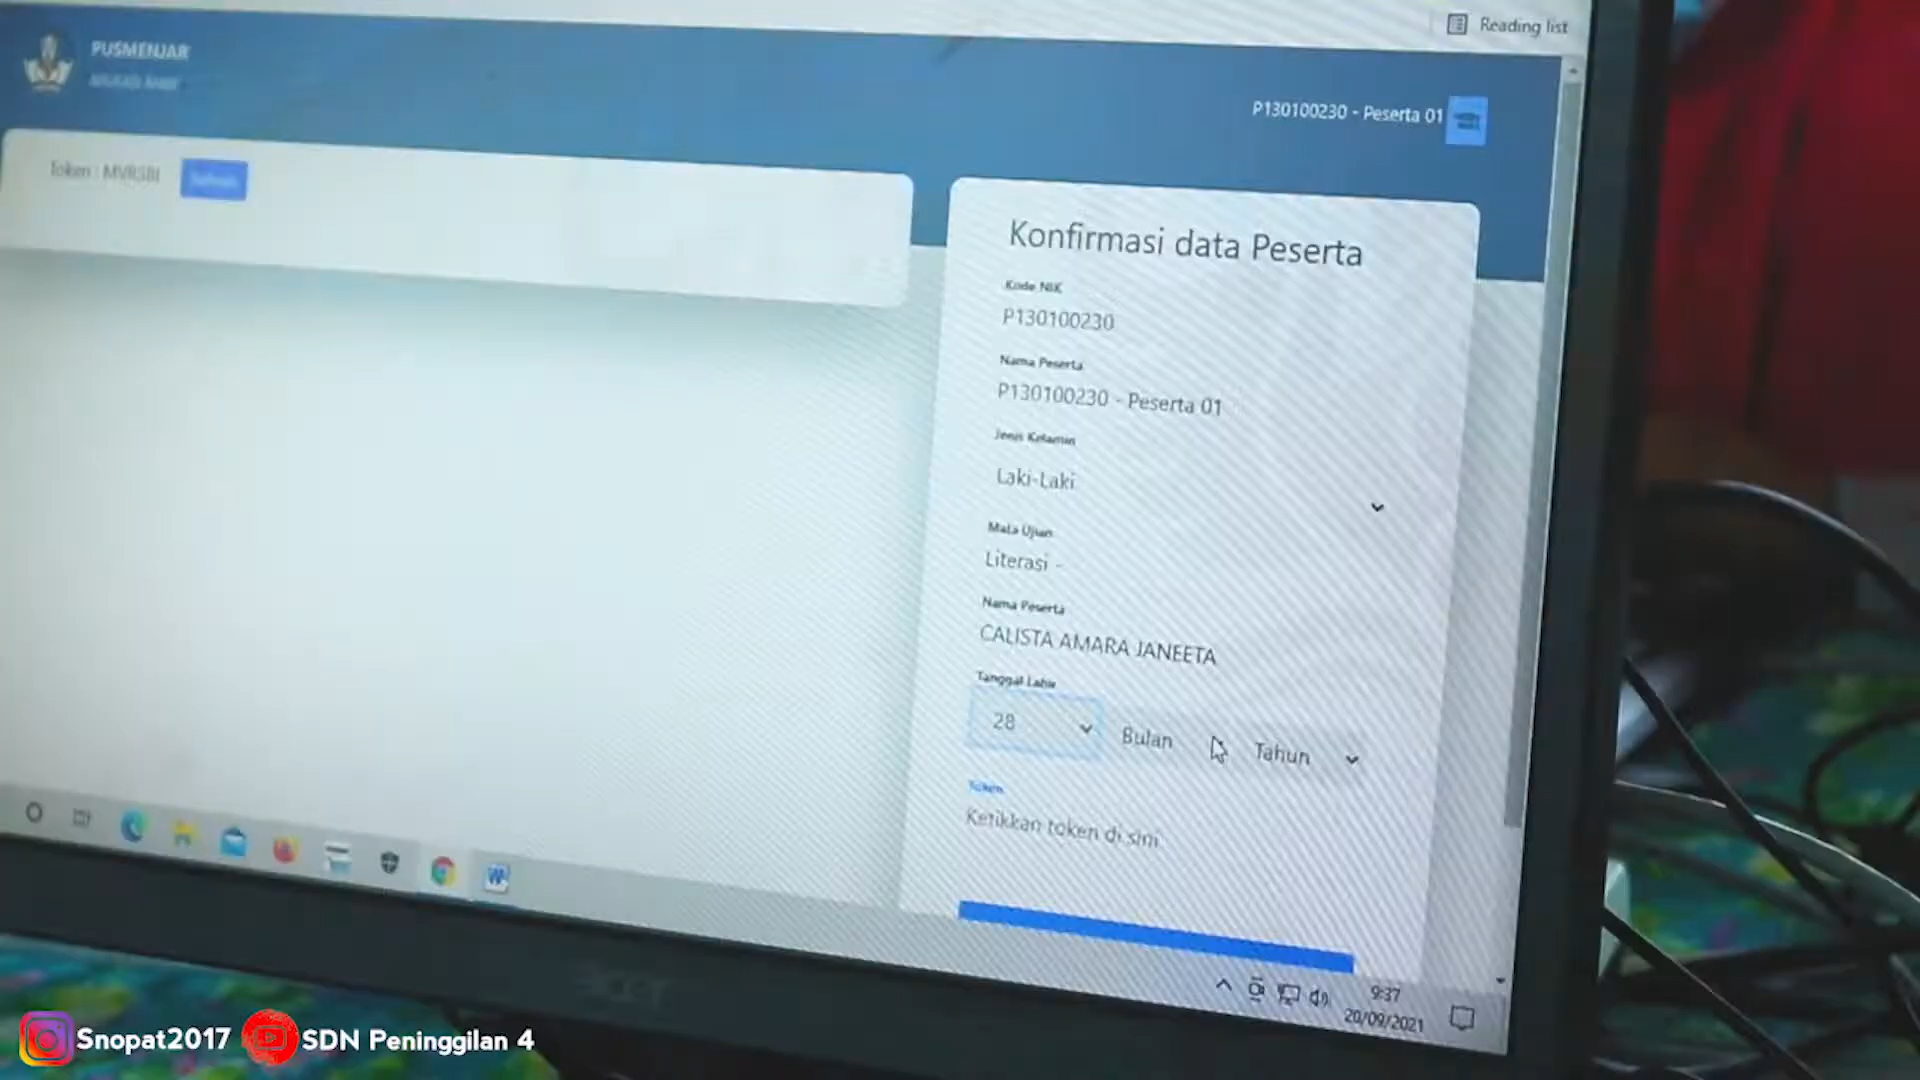 Reading list
PUSMENJAR
P130100230 - Peserta 01
Token : MVRSBI
Konfirmasi data Peserta
Kode NIK
P130100230
Nama Peserta
P130100230 - Peserta 01
Jenis Kelamin
Laki-Laki
Mata Ujian
Literasi -
Nama Peserta
CALISTA AMARA JANEETA
Tanggal Lahir
28
Bulan
Tahun
Token
Ketikkan token di sini
9:37
20/09/2021
acer
Snopat2017
SDN Peninggilan 4